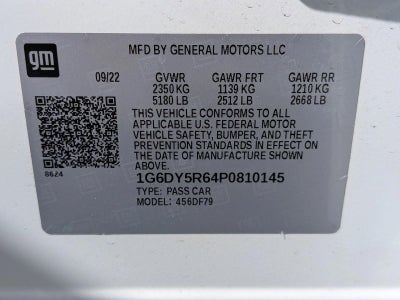 gm
MFD BY GENERAL MOTORS LLC
09/22 GVWR GAWR FRT GAWR RR
2350 KG 1139 KG 1210 KG
5180 LB 2512 LB 2668 LB
THIS VEHICLE CONFORMS TO ALL
APPLICABLE U.S. FEDERAL MOTOR
VEHICLE SAFETY, BUMPER, AND THEFT
PREVENTION STANDARDS IN EFFECT ON
THE DATE OF MANUFACTURE SHOWN
ABOVE.
8624
1G6DY5R64P0810145
TYPE: PASS CAR
MODEL: 456DF79